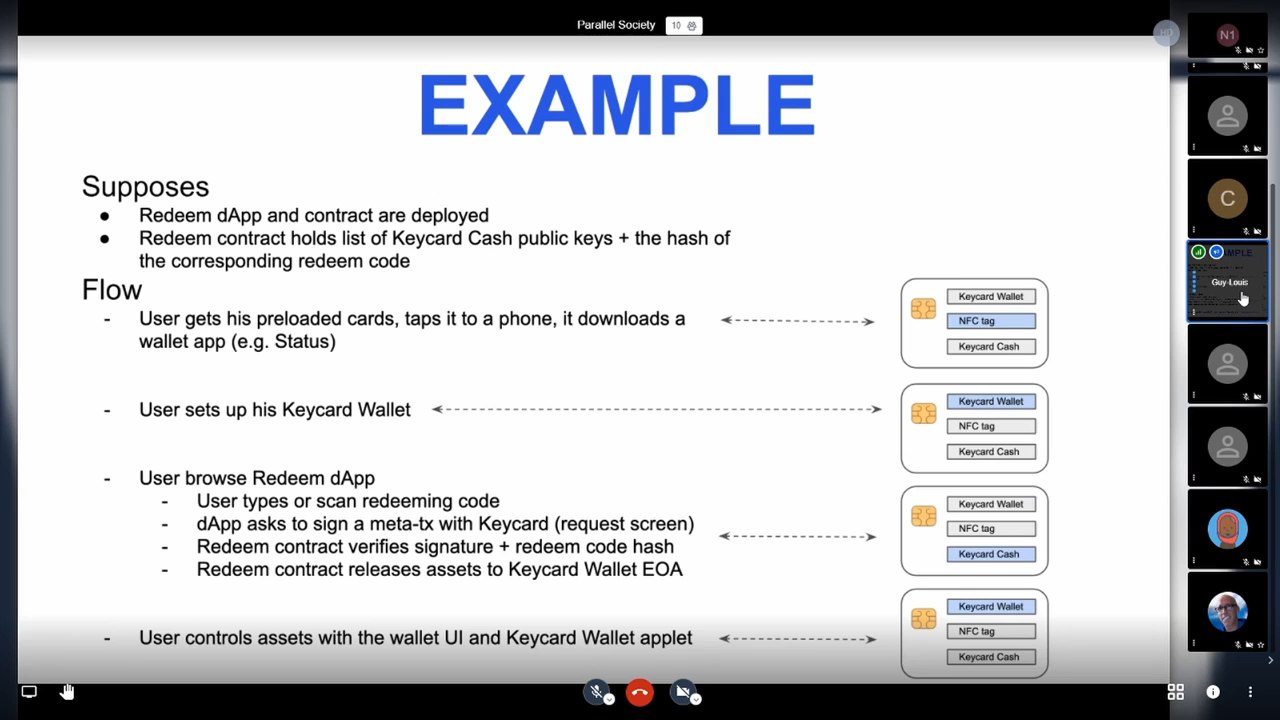 Parallel Society 10
HD
N1
EXAMPLE
Supposes
● Redeem dApp and contract are deployed
● Redeem contract holds list of Keycard Cash public keys + the hash of
the corresponding redeem code
Flow
- User gets his preloaded cards, taps it to a phone, it downloads a
wallet app (e.g. Status)
Keycard Wallet
NFC tag
Keycard Cash
- User sets up his Keycard Wallet
Keycard Wallet
NFC tag
Keycard Cash
- User browse Redeem dApp
- User types or scan redeeming code
- dApp asks to sign a meta-tx with Keycard (request screen)
- Redeem contract verifies signature + redeem code hash
- Redeem contract releases assets to Keycard Wallet EOA
Keycard Wallet
NFC tag
Keycard Cash
- User controls assets with the wallet UI and Keycard Wallet applet
Keycard Wallet
NFC tag
Keycard Cash
C
Guy-Louis